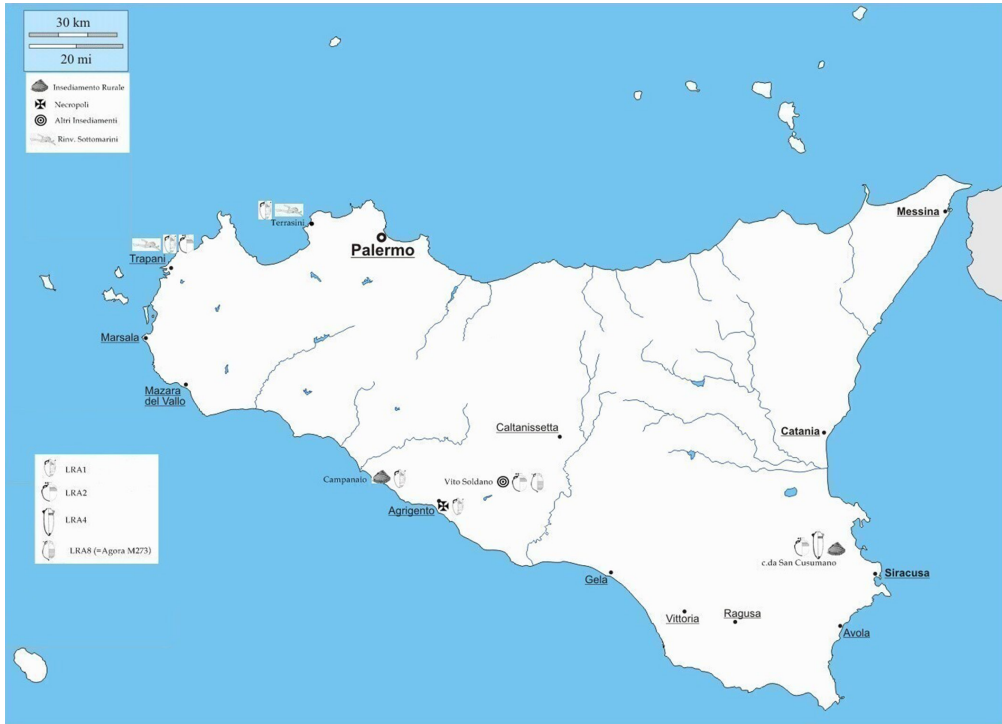 30 km
20 mi
Insediamento Rurale
Necropoli
Altri Insediamenti
Rinv. Sottomarini
Terrasini
Palermo
Messina
Trapani
Marsala
Mazara
del Vallo
Caltanissetta
Catania
Campanaio
Vito Soldano
Agrigento
LRA1
LRA2
LRA4
LRA8 (=Agora M273)
c.da San Cusumano
Gela
Siracusa
Vittoria
Ragusa
Avola